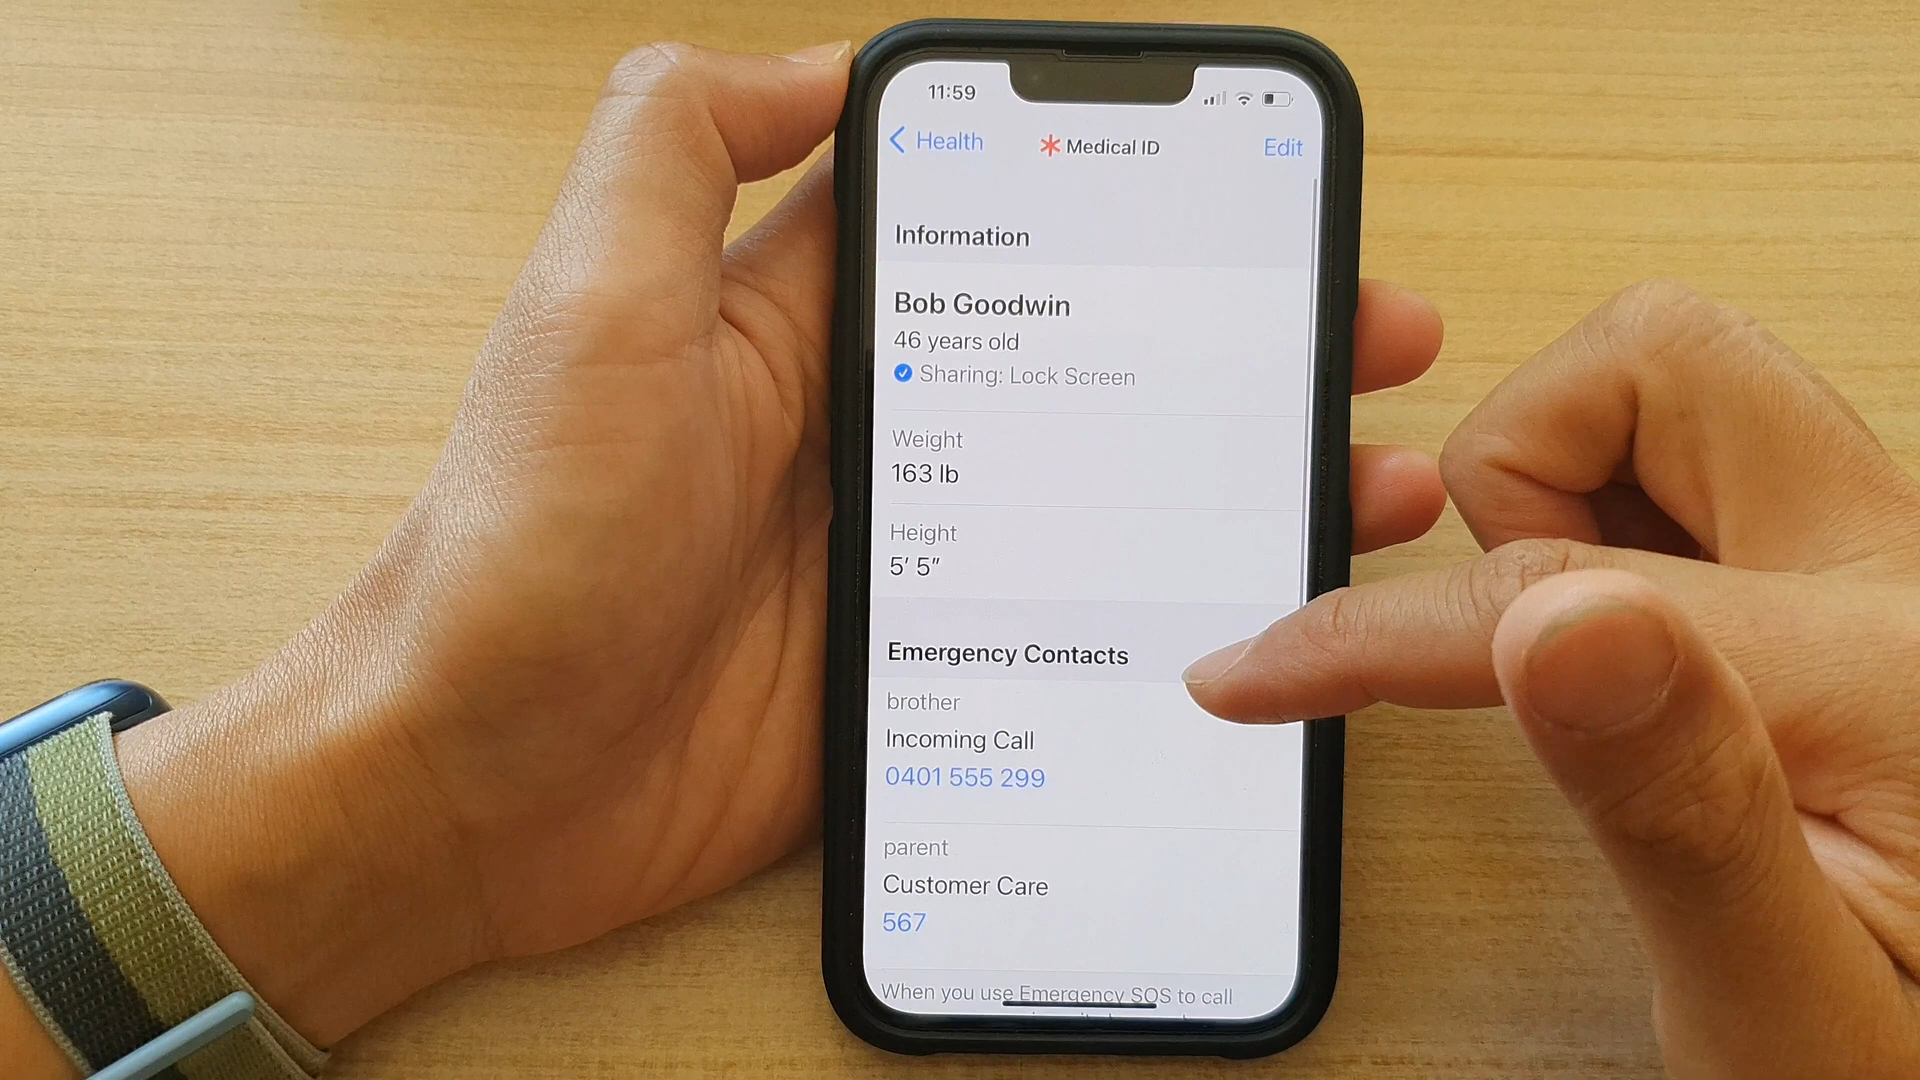 11:59
Health
Medical ID
Edit
Information
Bob Goodwin
46 years old
Sharing: Lock Screen
Weight
163 lb
Height
5' 5"
Emergency Contacts
brother
Incoming Call
0401 555 299
parent
Customer Care
567
When you use Emergency SOS to call